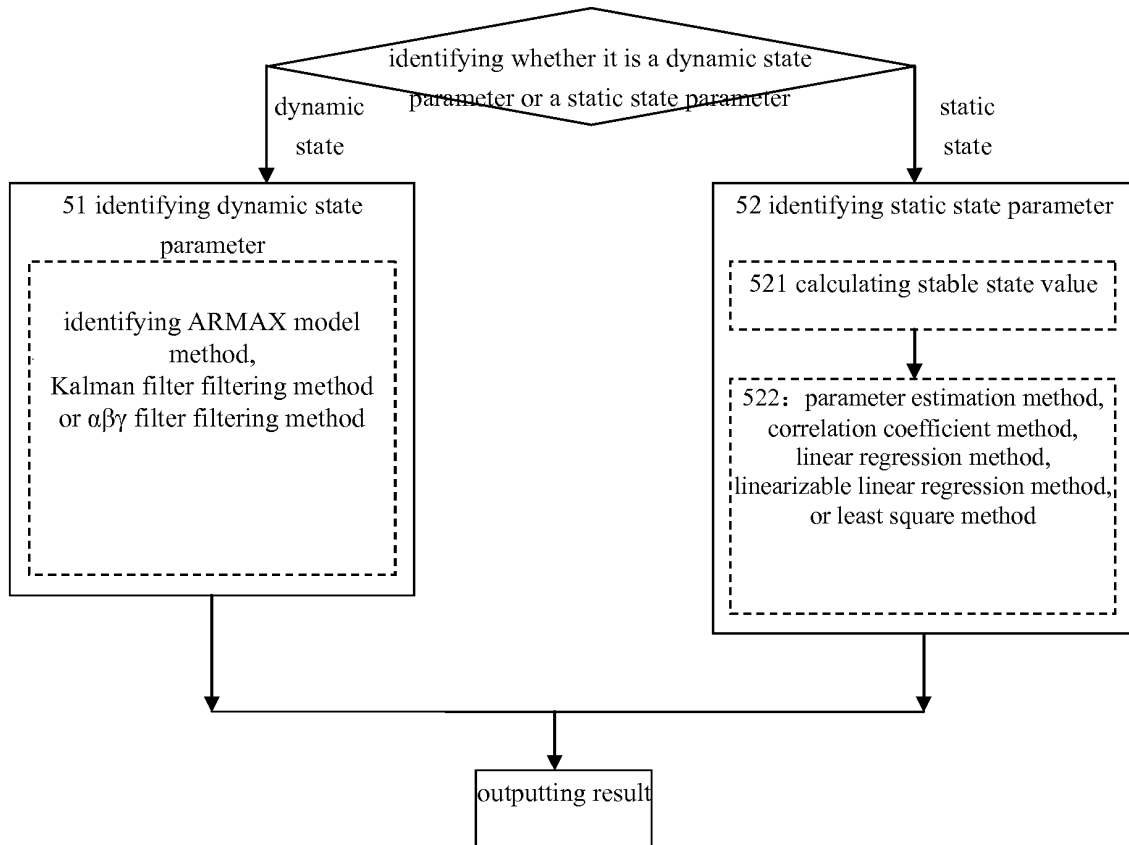 identifying whether it is a dynamic state
parameter or a static state parameter
dynamic
state
static
state
51 identifying dynamic state
parameter
identifying ARMAX model
method,
Kalman filter filtering method
or αβγ filter filtering method
52 identifying static state parameter
521 calculating stable state value
522：parameter estimation method,
correlation coefficient method,
linear regression method,
linearizable linear regression method,
or least square method
outputting result